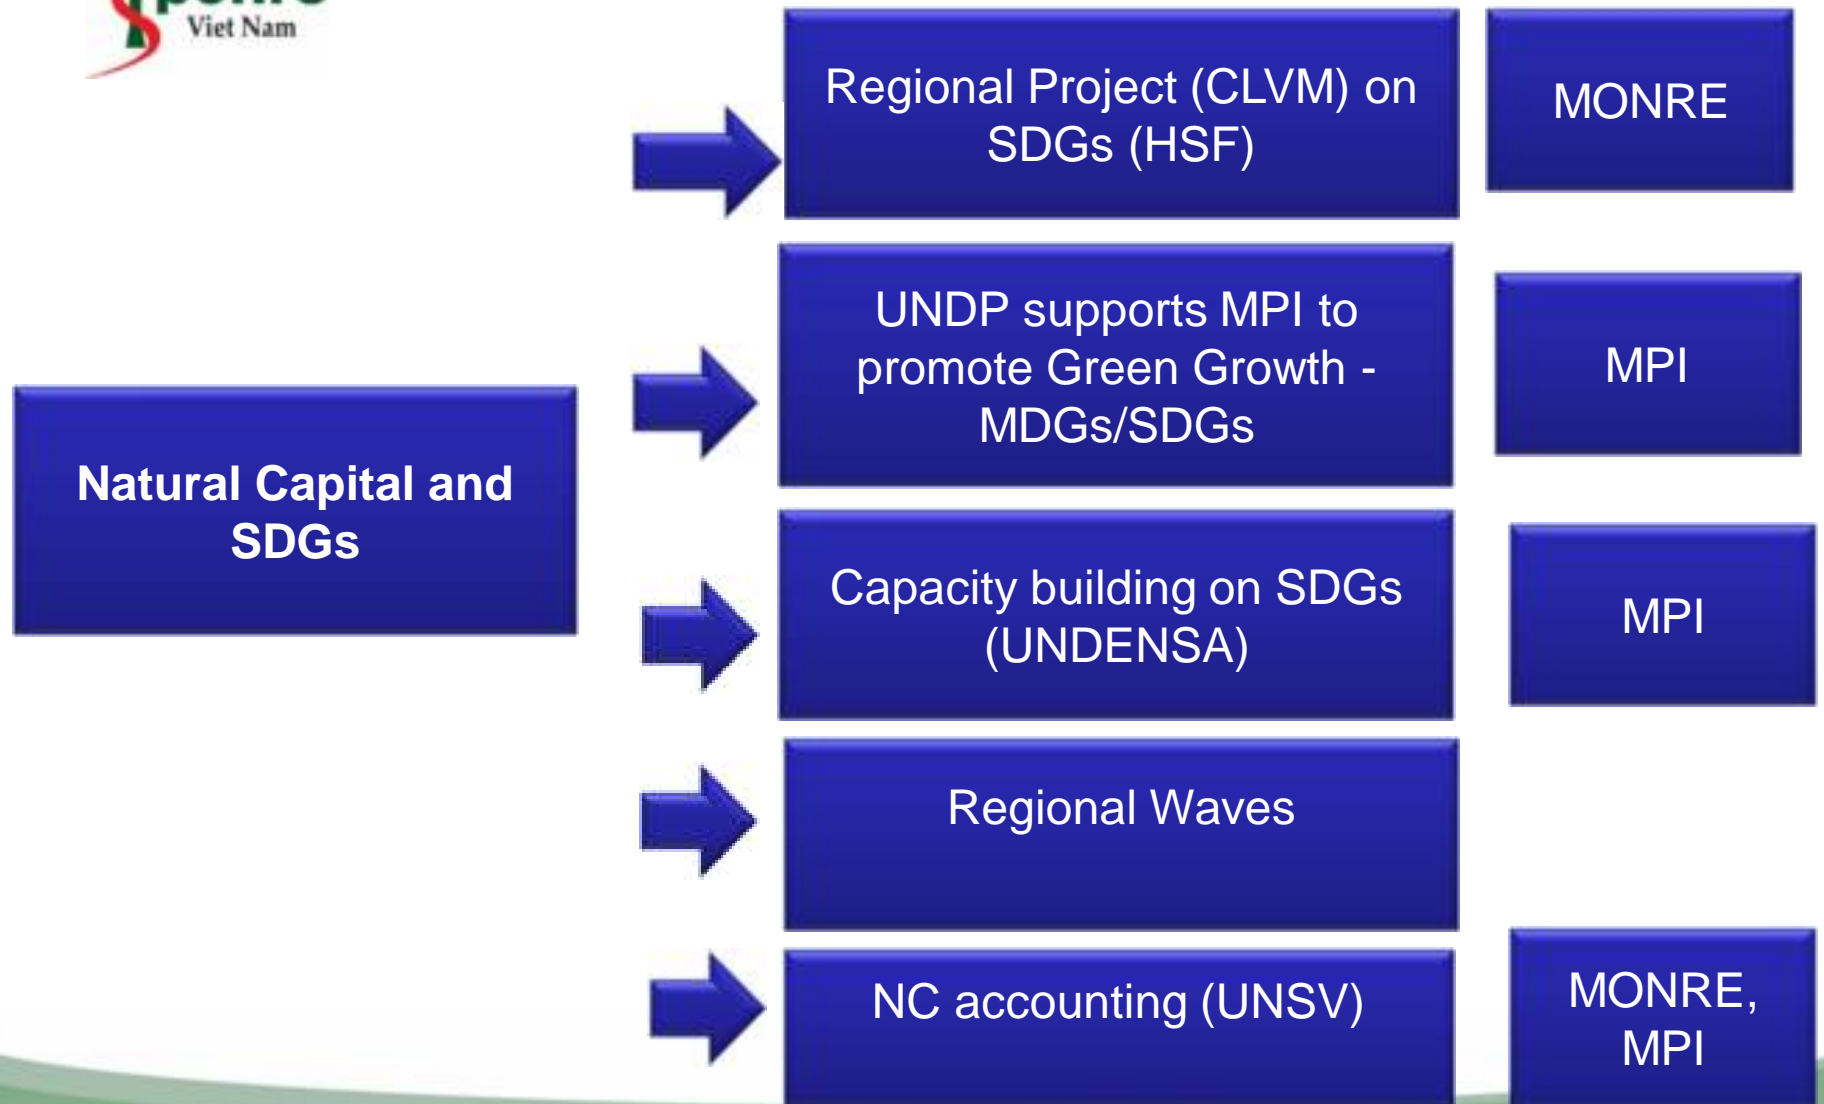 Viet Nam
Regional Project (CLVM) on
SDGs (HSF)
MONRE
UNDP supports MPI to
promote Green Growth -
MDGs/SDGs
MPI
Natural Capital and
SDGs
Capacity building on SDGs
(UNDENSA)
MPI
Regional Waves
NC accounting (UNSV)
MONRE,
MPI